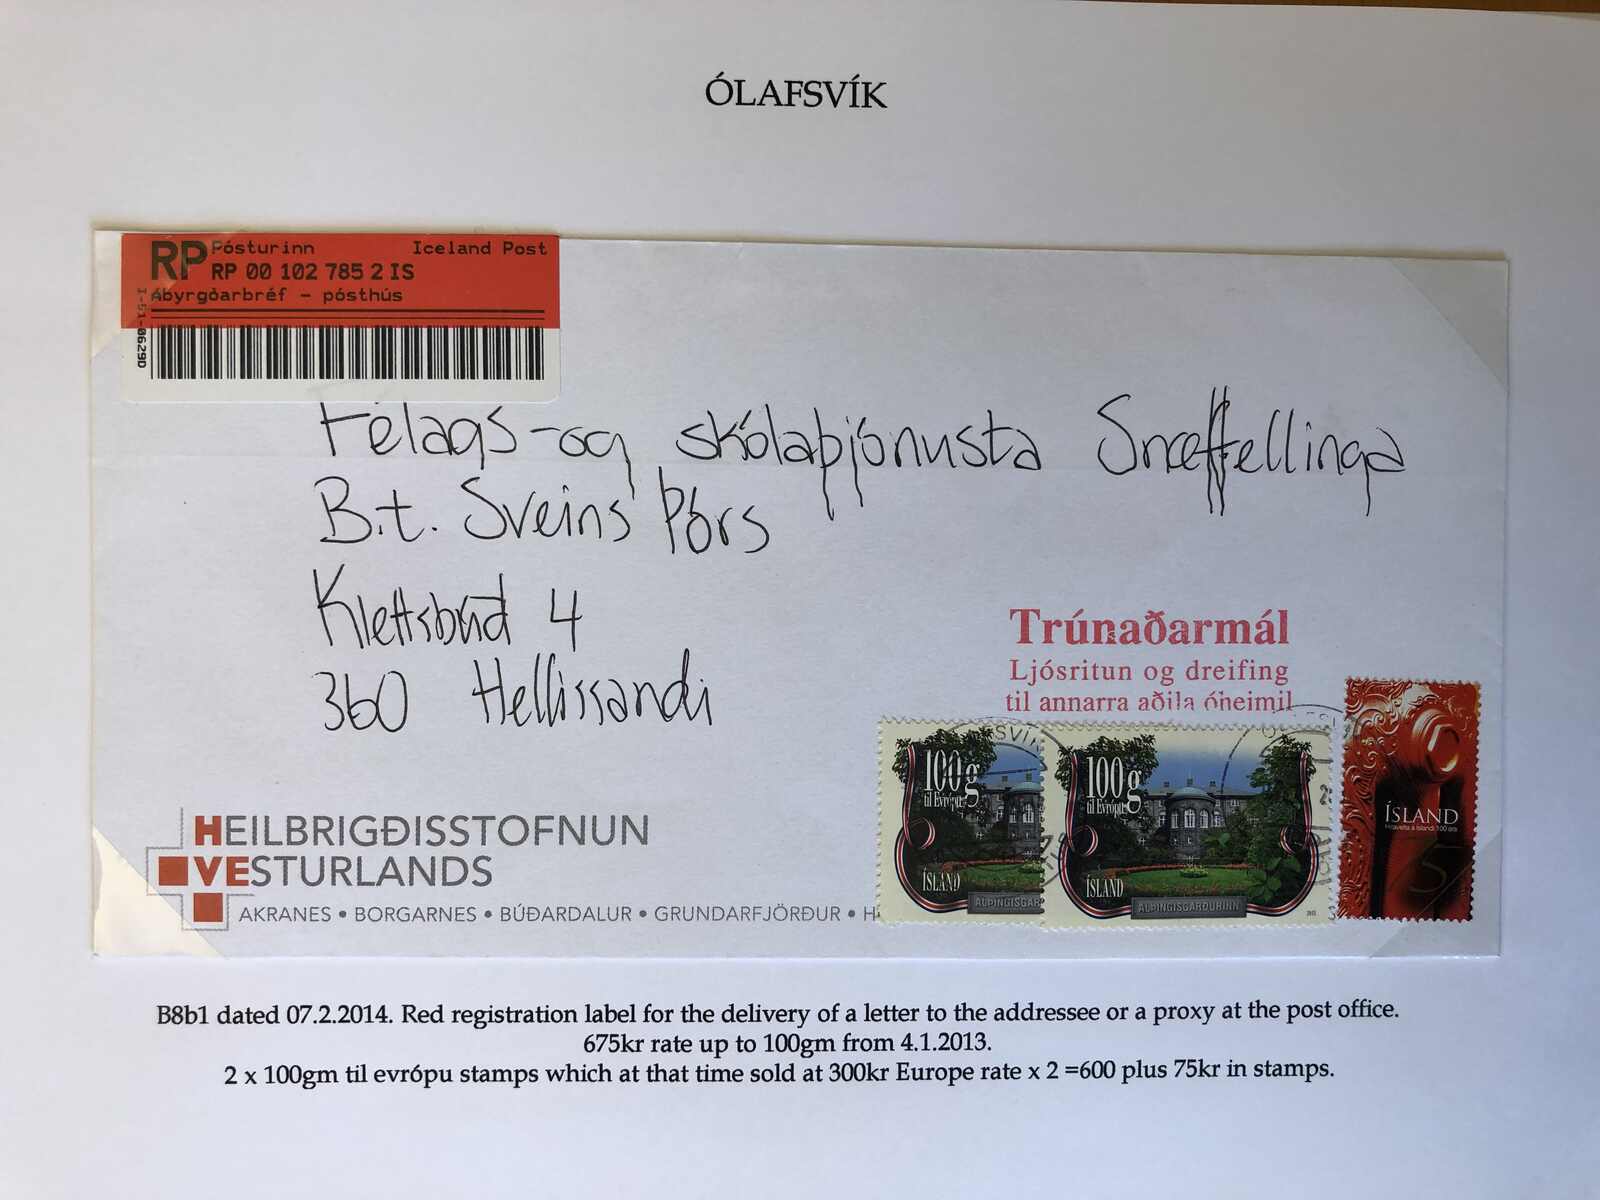 ÓLAFSVÍK
RP Pósturinn Iceland Post
RP 00 102 785 2 IS
Ábyrgðarbréf - pósthús
Félags-og skólaþjónusta Snæfellinga
B.t. Sveins Þórs
Klettsbúð 4
360 Hellissandi
Trúnaðarmál
Ljósritun og dreifing
til annarra aðila óheimil
100g
til Evrópu
ÍSLAND
ALÞINGISGAR
100g
til Evrópu
ÍSLAND
ALÞINGISGARÐURINN
ÍSLAND
Hitaveita á Íslandi 100 ára
HEILBRIGÐISSTOFNUN
VESTURLANDS
AKRANES • BORGARNES • BÚÐARDALUR • GRUNDARFJÖRÐUR • H
B8b1 dated 07.2.2014. Red registration label for the delivery of a letter to the addressee or a proxy at the post office.
675kr rate up to 100gm from 4.1.2013.
2 x 100gm til evrópu stamps which at that time sold at 300kr Europe rate x 2 =600 plus 75kr in stamps.